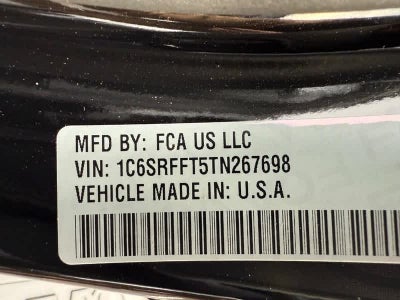 MFD BY: FCA US LLC
VIN: 1C6SRFFT5TN267698
VEHICLE MADE IN: U.S.A.